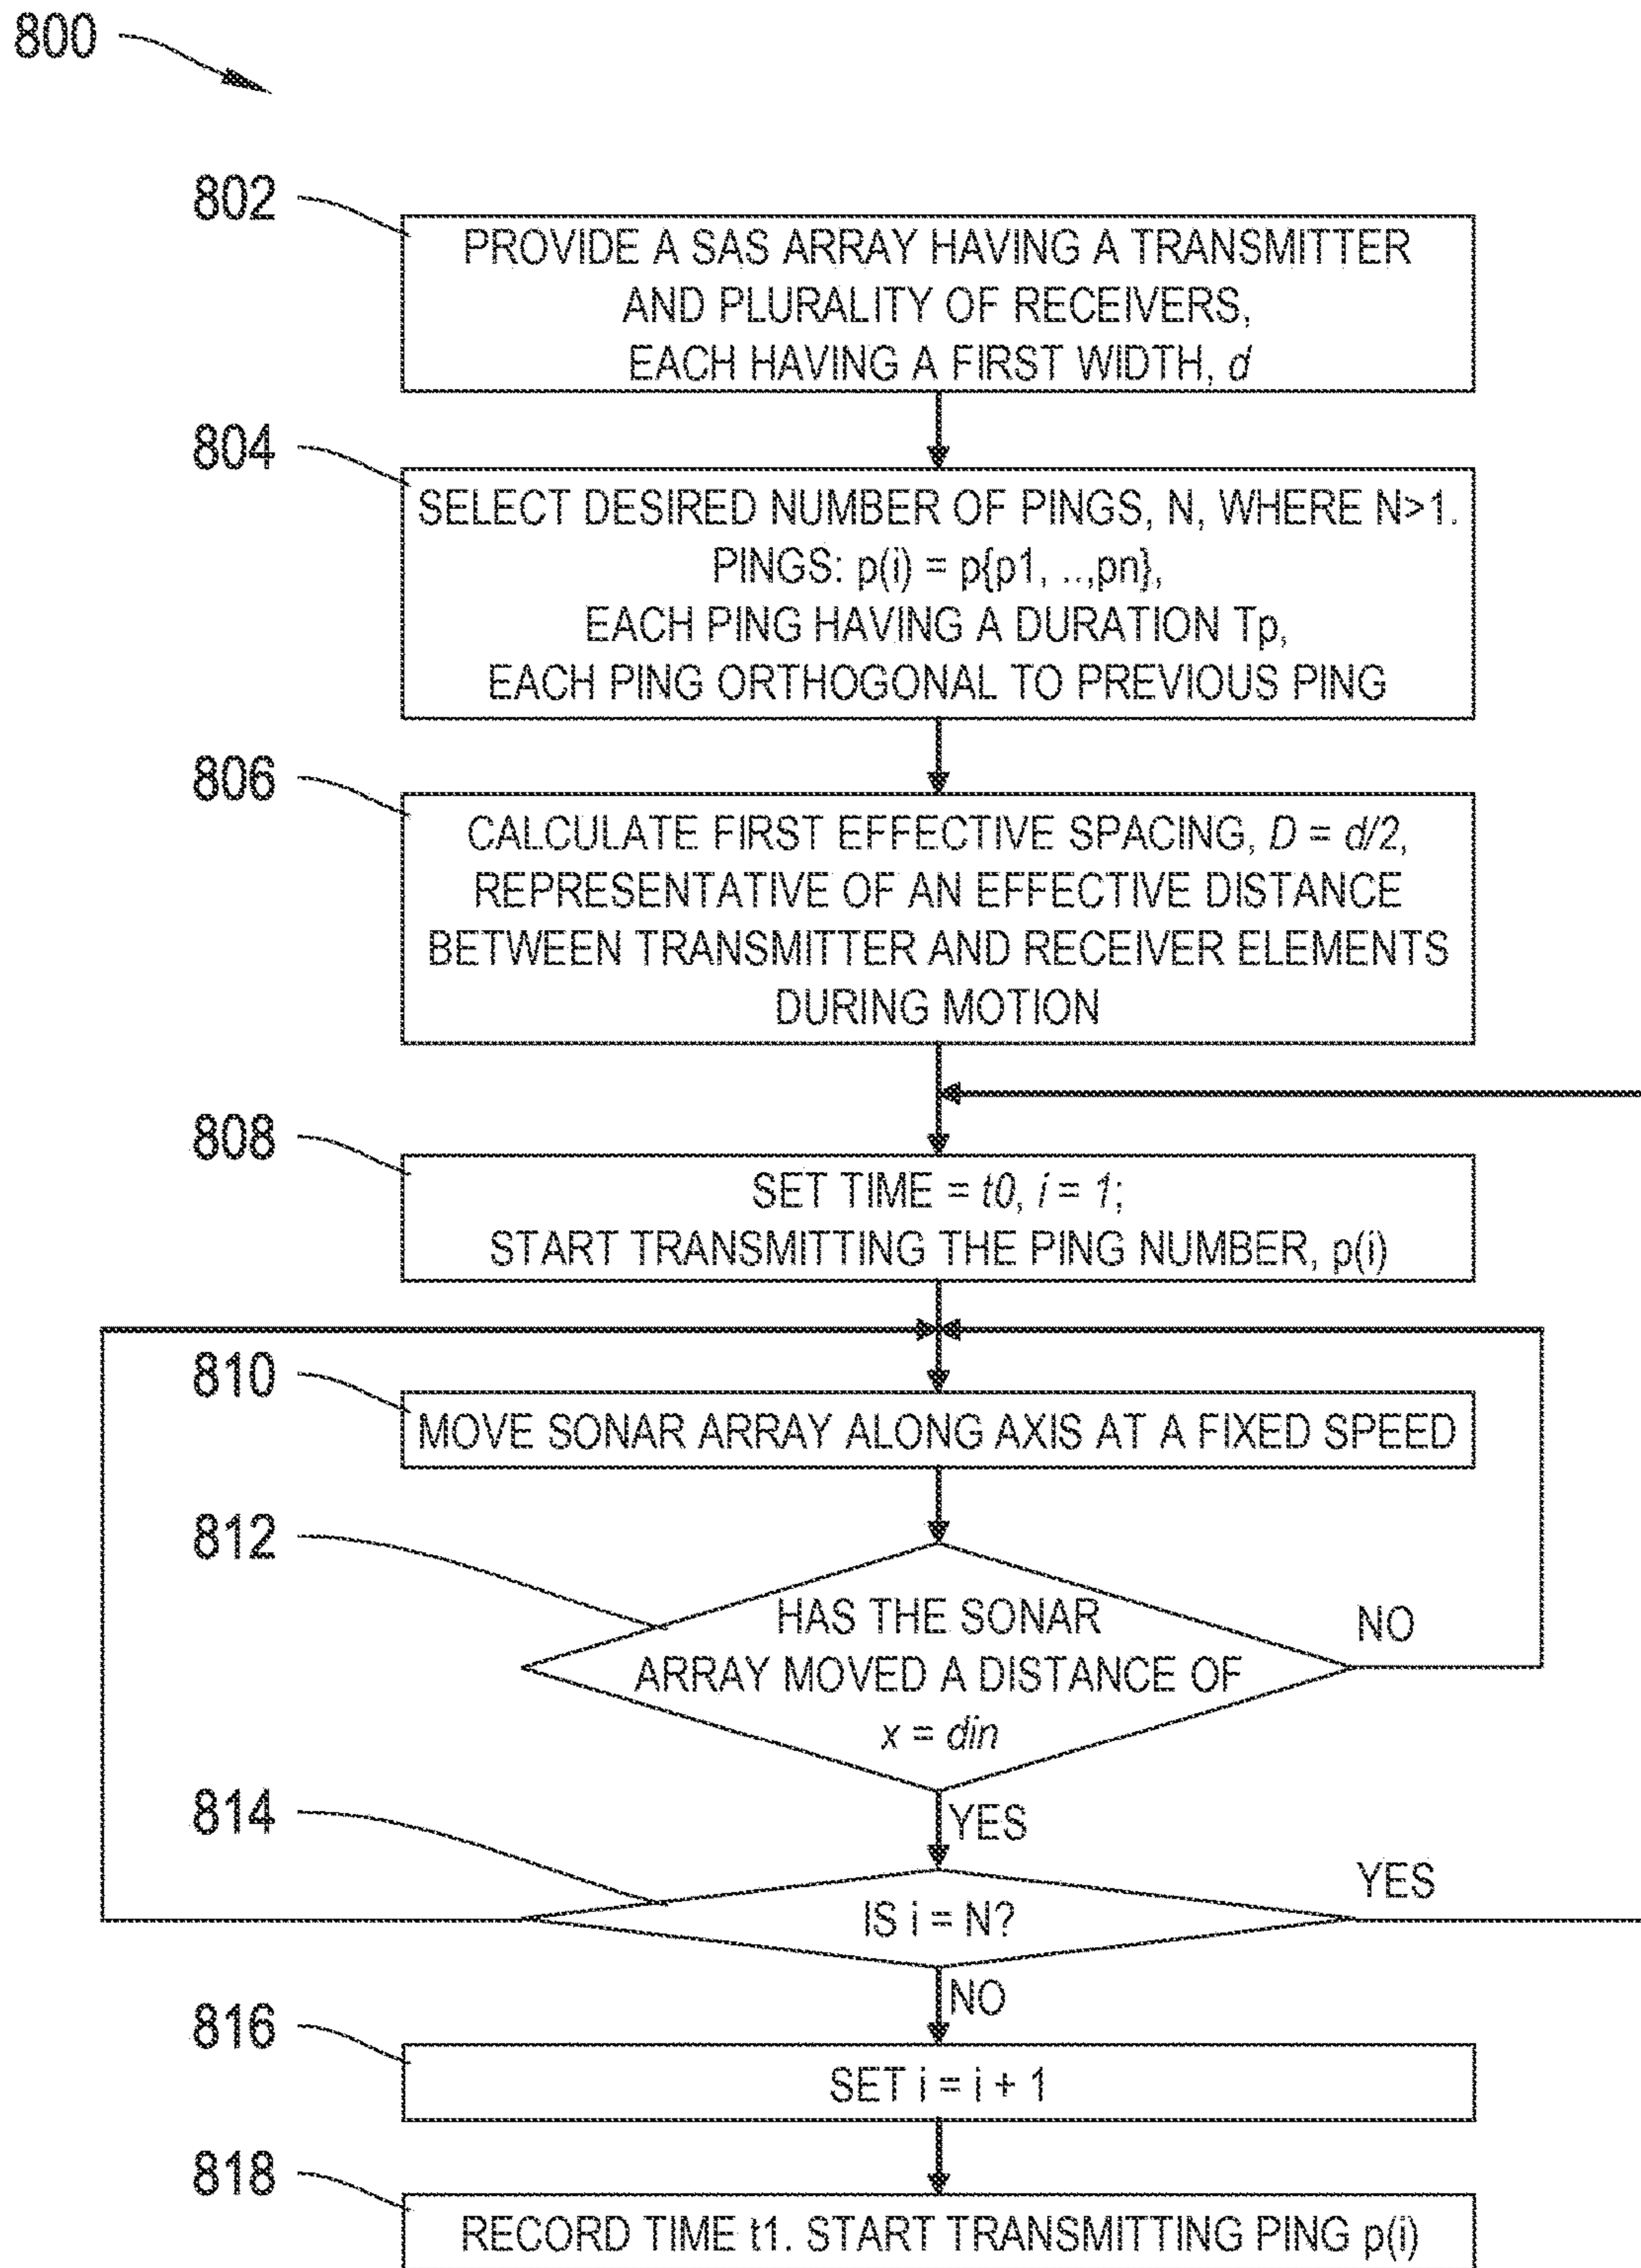 800
802
PROVIDE A SAS ARRAY HAVING A TRANSMITTER
AND PLURALITY OF RECEIVERS,
EACH HAVING A FIRST WIDTH, d
804
SELECT DESIRED NUMBER OF PINGS, N, WHERE N>1.
PINGS: p(i) = p{p1, ..,pn},
EACH PING HAVING A DURATION Tp,
EACH PING ORTHOGONAL TO PREVIOUS PING
806
CALCULATE FIRST EFFECTIVE SPACING, D = d/2,
REPRESENTATIVE OF AN EFFECTIVE DISTANCE
BETWEEN TRANSMITTER AND RECEIVER ELEMENTS
DURING MOTION
808
SET TIME = t0, i = 1;
START TRANSMITTING THE PING NUMBER, p(i)
810
MOVE SONAR ARRAY ALONG AXIS AT A FIXED SPEED
812
HAS THE SONAR
ARRAY MOVED A DISTANCE OF
x = din
NO
YES
814
IS i = N?
YES
NO
816
SET i = i + 1
818
RECORD TIME t1. START TRANSMITTING PING p(i)